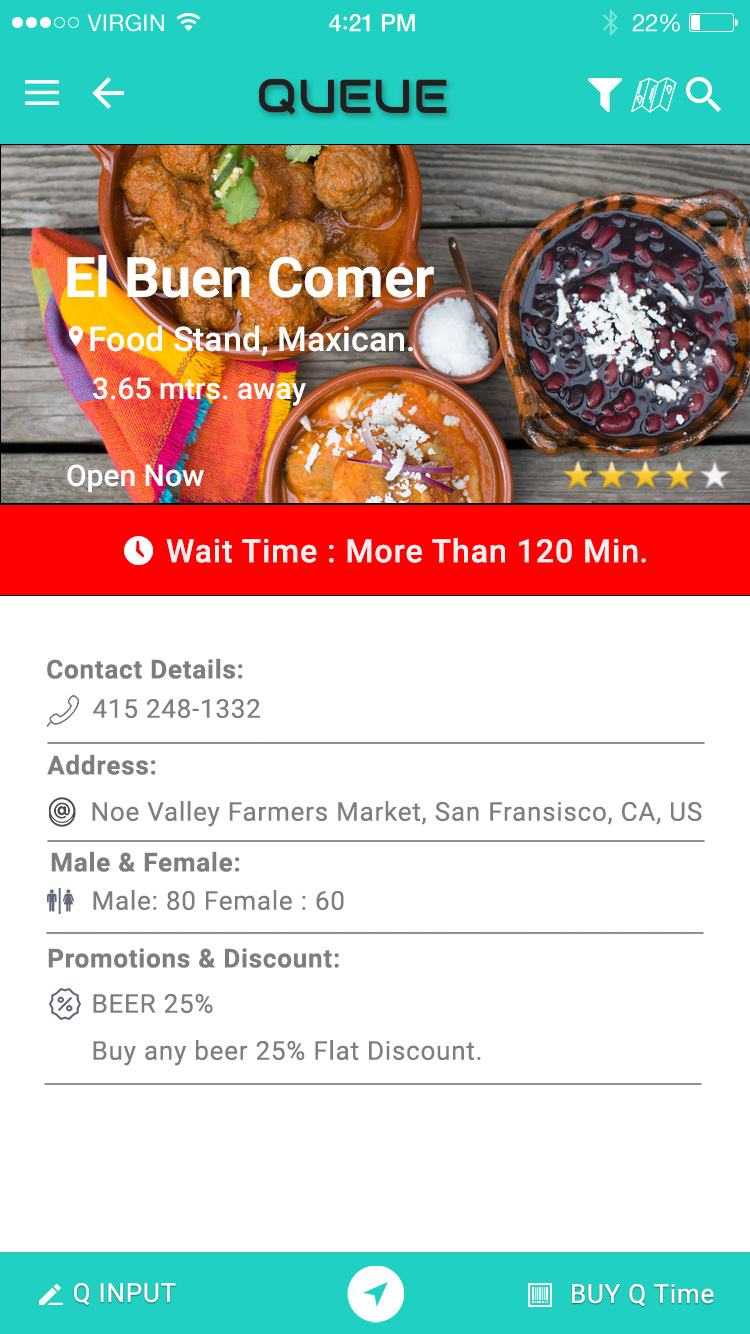 VIRGIN 4:21 PM 22%
QUEUE
El Buen Comer
Food Stand, Maxican.
3.65 mtrs. away
Open Now
Wait Time : More Than 120 Min.
Contact Details:
415 248-1332
Address:
@ Noe Valley Farmers Market, San Fransisco, CA, US
Male & Female:
Male: 80 Female : 60
Promotions & Discount:
% BEER 25%
Buy any beer 25% Flat Discount.
Q INPUT BUY Q Time